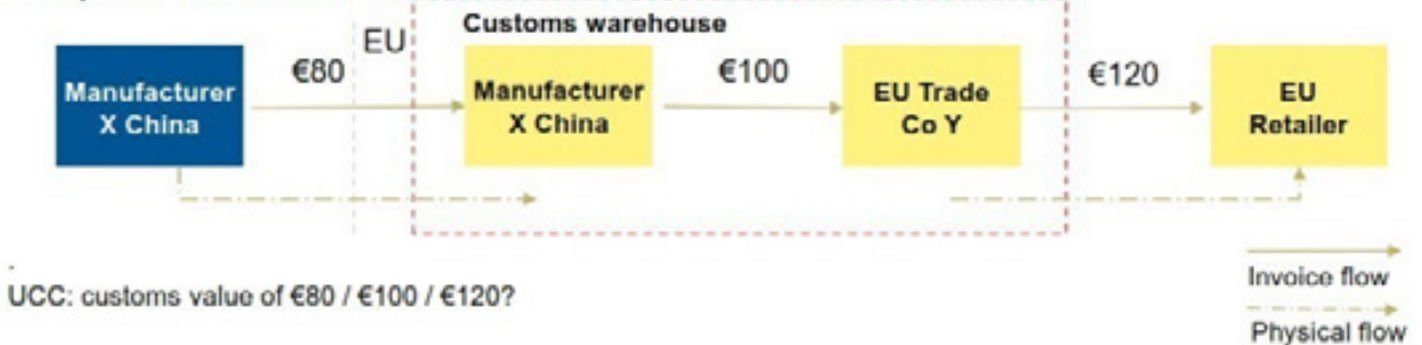 Customs warehouse
EU
€80
€100
€120
Manufacturer
X China
Manufacturer
X China
EU Trade
Co Y
EU
Retailer
UCC: customs value of €80 / €100 / €120?
Invoice flow
Physical flow